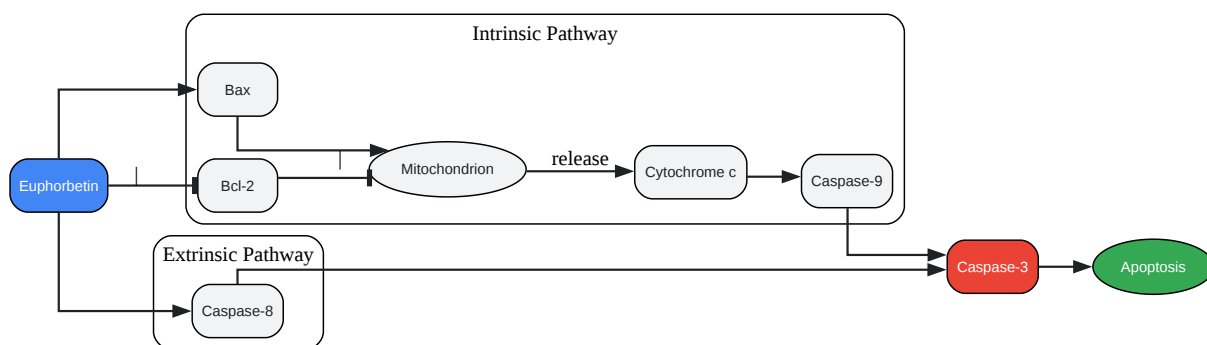 Intrinsic Pathway
Bax
Mitochondrion
release
Cytochrome c
Caspase-9
Euphorbetin
Bcl-2
Extrinsic Pathway
Caspase-8
Caspase-3
Apoptosis